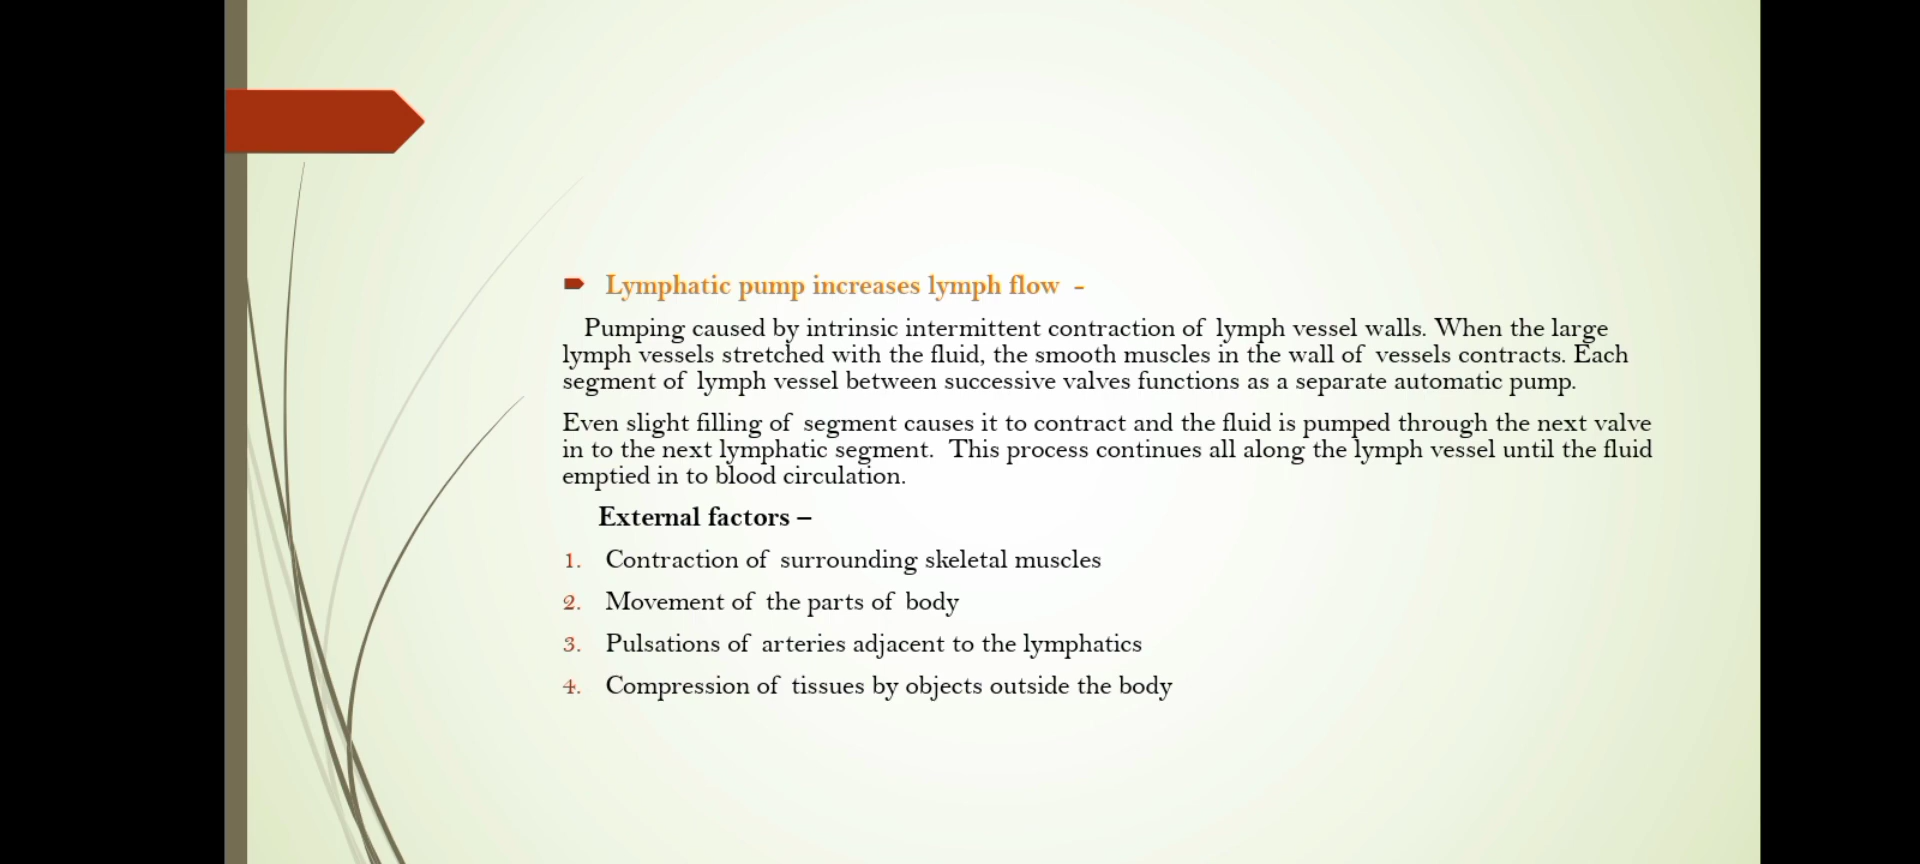 Lymphatic pump increases lymph flow -
Pumping caused by intrinsic intermittent contraction of lymph vessel walls. When the large
lymph vessels stretched with the fluid, the smooth muscles in the wall of vessels contracts. Each
segment of lymph vessel between successive valves functions as a separate automatic pump.
Even slight filling of segment causes it to contract and the fluid is pumped through the next valve
in to the next lymphatic segment. This process continues all along the lymph vessel until the fluid
emptied in to blood circulation.
External factors –
1. Contraction of surrounding skeletal muscles
2. Movement of the parts of body
3. Pulsations of arteries adjacent to the lymphatics
4. Compression of tissues by objects outside the body